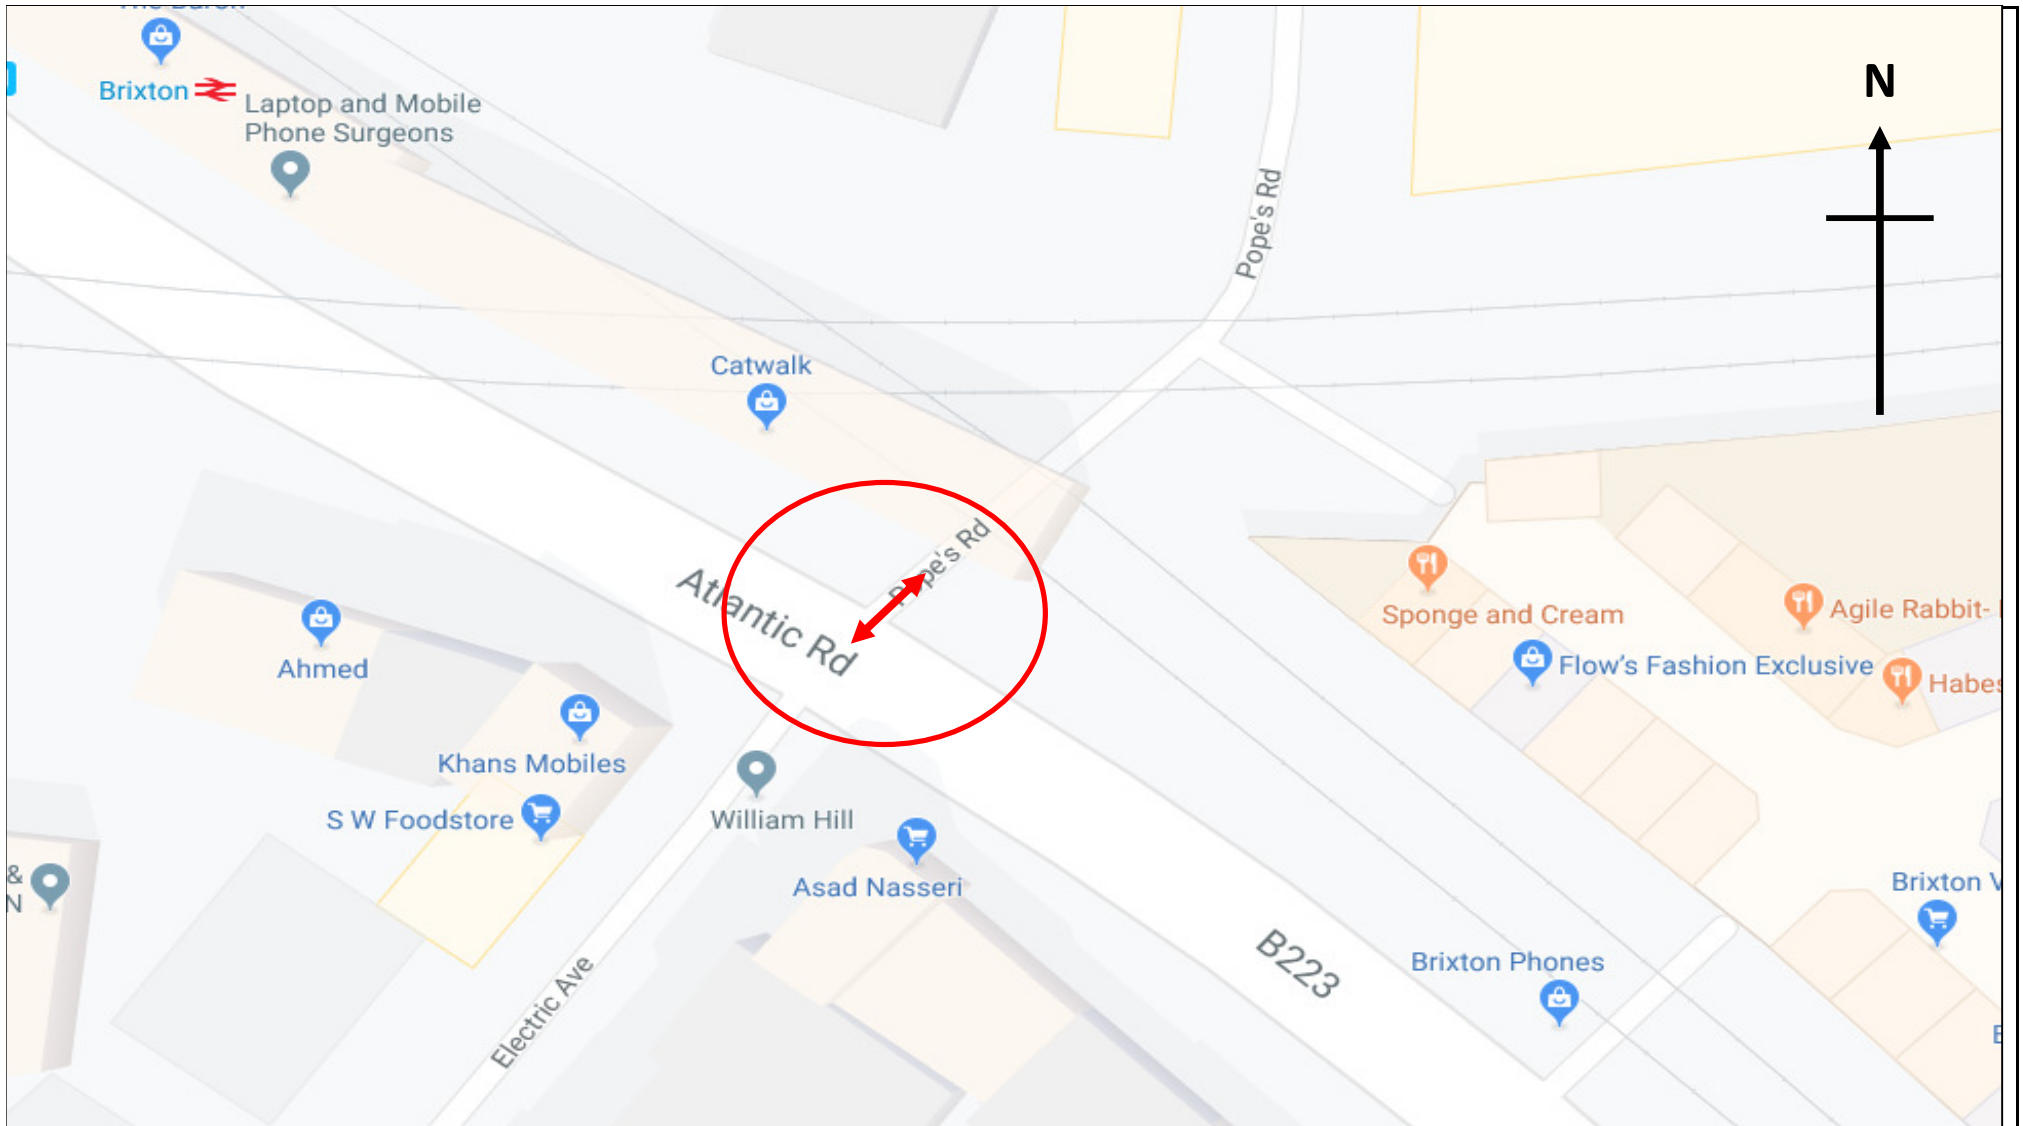 Brixton
Laptop and Mobile
Phone Surgeons
N
Pope's Rd
Catwalk
Pope's Rd
Atlantic Rd
Ahmed
Khans Mobiles
S W Foodstore
William Hill
Asad Nasseri
Sponge and Cream
Agile Rabbit-
Flow's Fashion Exclusive
&
N
Electric Ave
B223
Brixton Phones
Brixton